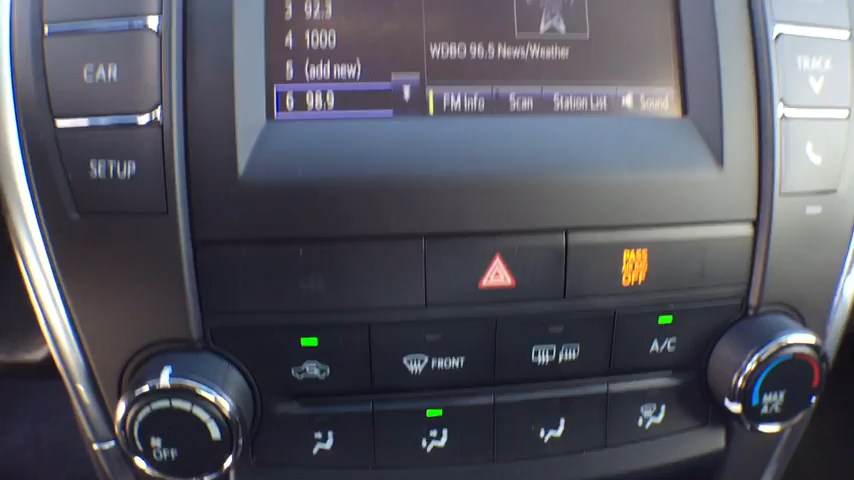 3 92.3
4 1000
5 (add new)
6 98.9
WDBO 96.5 News/Weather
FM Info Scan Station List Sound
CAR
SETUP
TRACK
PASS
OFF
FRONT
A/C
OFF
MAX
A/C